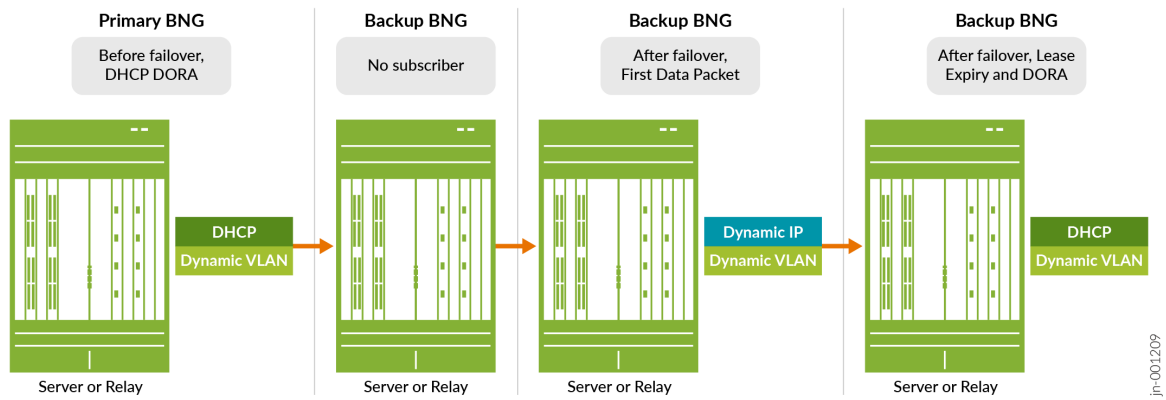 Primary BNG
Before failover,
DHCP DORA
DHCP
Dynamic VLAN
Server or Relay
Backup BNG
No subscriber
Server or Relay
Backup BNG
After failover,
First Data Packet
Dynamic IP
Dynamic VLAN
Server or Relay
Backup BNG
After failover, Lease
Expiry and DORA
DHCP
Dynamic VLAN
Server or Relay
jn-001209